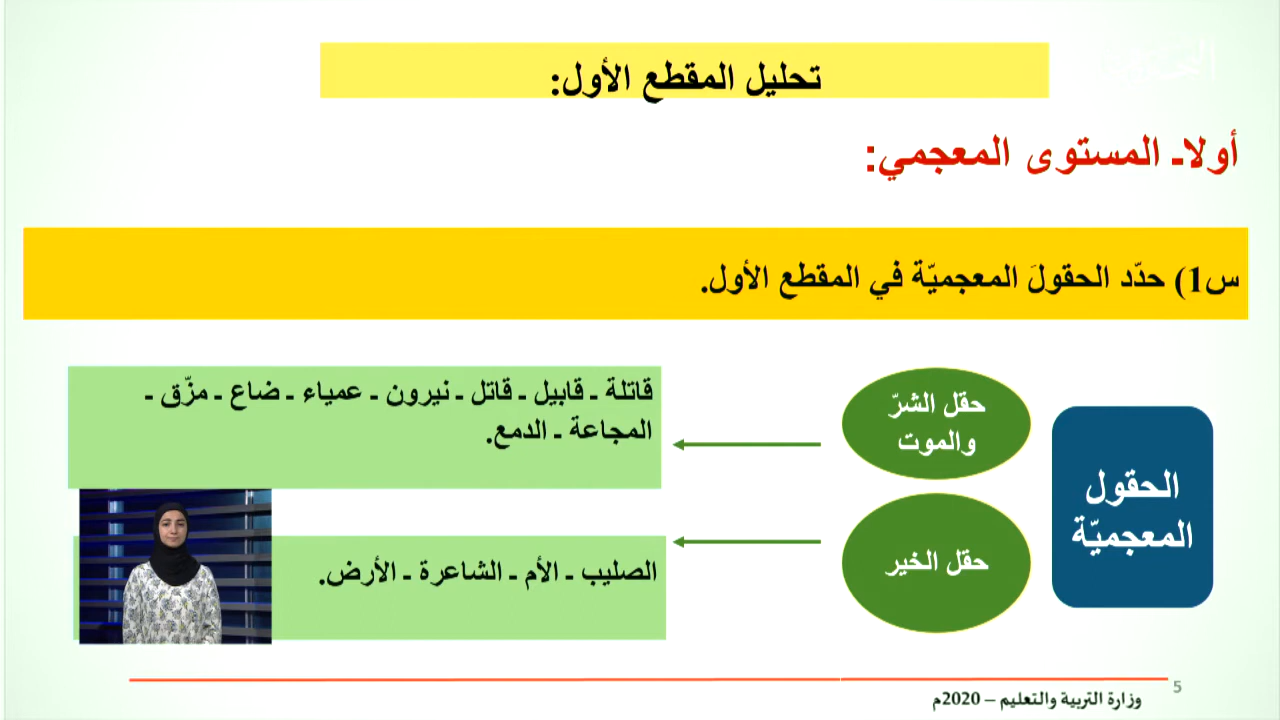 تحليل المقطع الأول:
أولاـ المستوى المعجمي:
س1) حدّد الحقولَ المعجميّة في المقطع الأول.
الحقول
المعجميّة
حقل الشرّ
والموت
قاتلة ـ قابيل ـ قاتل ـ نيرون ـ عمياء ـ ضاع ـ مزّق ـ
المجاعة ـ الدمع.
حقل الخير
الصليب ـ الأم ـ الشاعرة ـ الأرض.
5
وزارة التربية والتعليم – 2020م